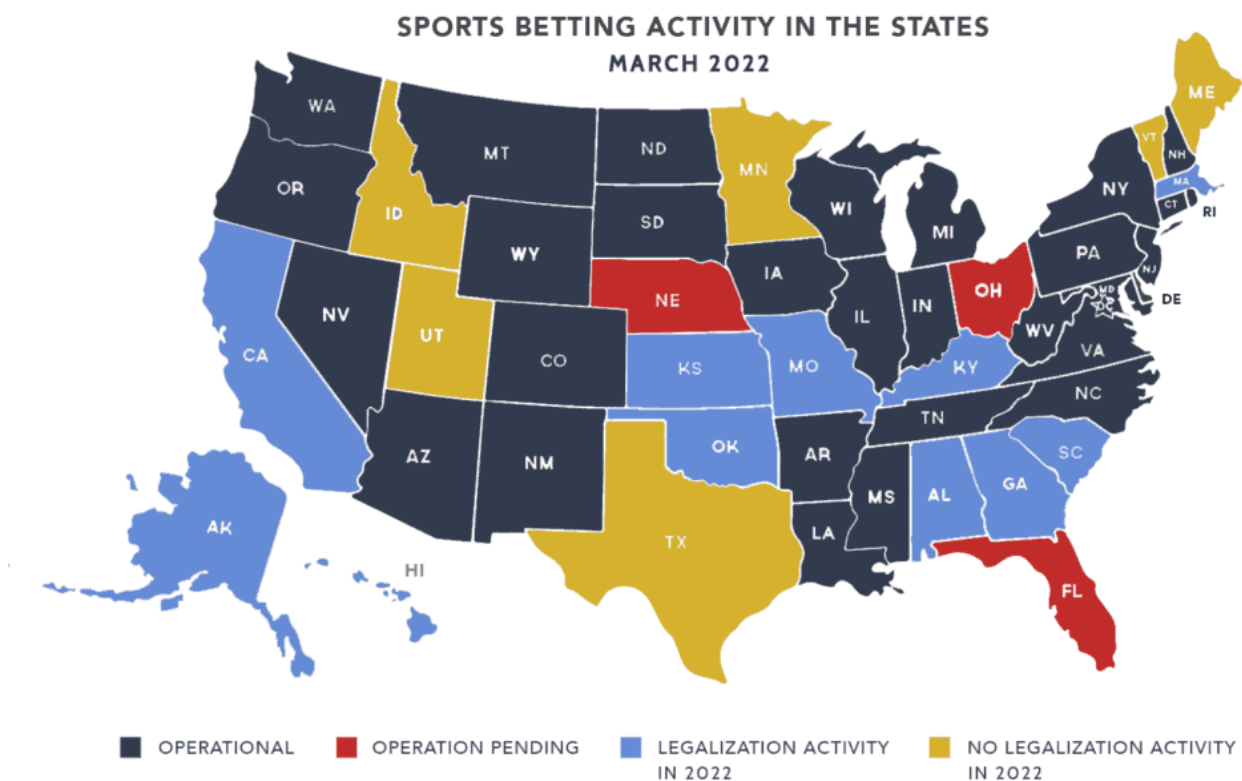 SPORTS BETTING ACTIVITY IN THE STATES
MARCH 2022
WA
MT
ND
MN
ME
VT
NH
OR
ID
SD
WI
MI
NY
MA
CT
RI
WY
IA
PA
NJ
NV
NE
IL
IN
OH
MD
DC
DE
UT
CO
KS
MO
KY
WV
VA
CA
NC
TN
AZ
NM
OK
AR
SC
MS
AL
GA
AK
TX
LA
HI
FL
OPERATIONAL
OPERATION PENDING
LEGALIZATION ACTIVITY
IN 2022
NO LEGALIZATION ACTIVITY
IN 2022